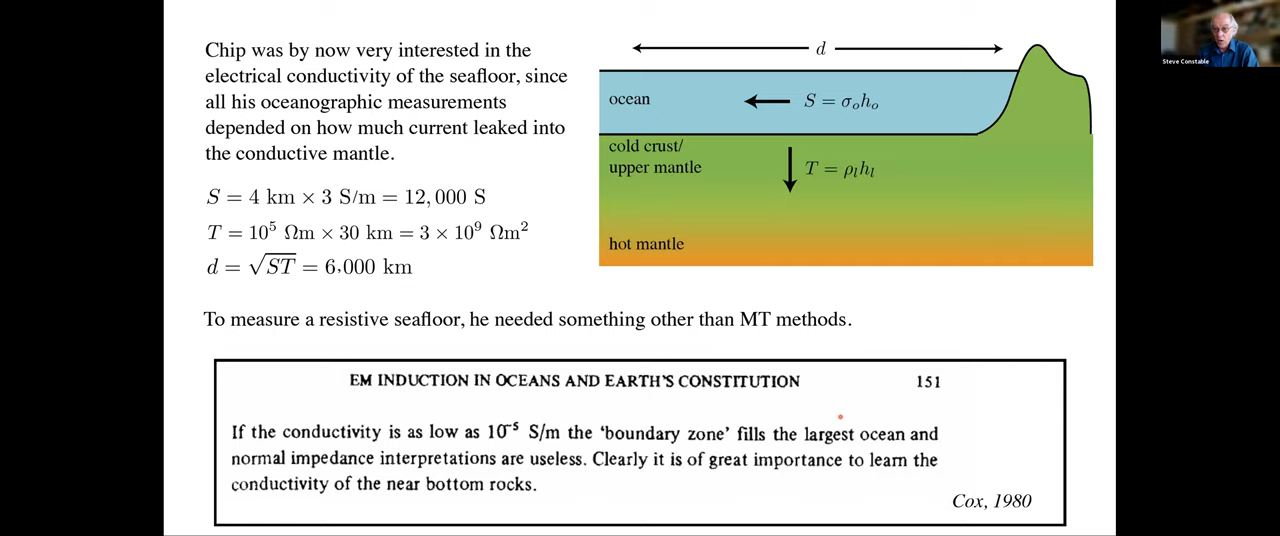 Chip was by now very interested in the
electrical conductivity of the seafloor, since
all his oceanographic measurements
depended on how much current leaked into
the conductive mantle.
S = 4 km × 3 S/m = 12,000 S
T = 10⁵ Ωm × 30 km = 3 × 10⁹ Ωm²
d = √ST = 6,000 km
d
ocean
S = σₒhₒ
cold crust/
upper mantle
T = ρₗhₗ
hot mantle
Steve Constable
To measure a resistive seafloor, he needed something other than MT methods.
EM INDUCTION IN OCEANS AND EARTH'S CONSTITUTION 151
If the conductivity is as low as 10⁻⁵ S/m the 'boundary zone' fills the largest ocean and
normal impedance interpretations are useless. Clearly it is of great importance to learn the
conductivity of the near bottom rocks.
Cox, 1980